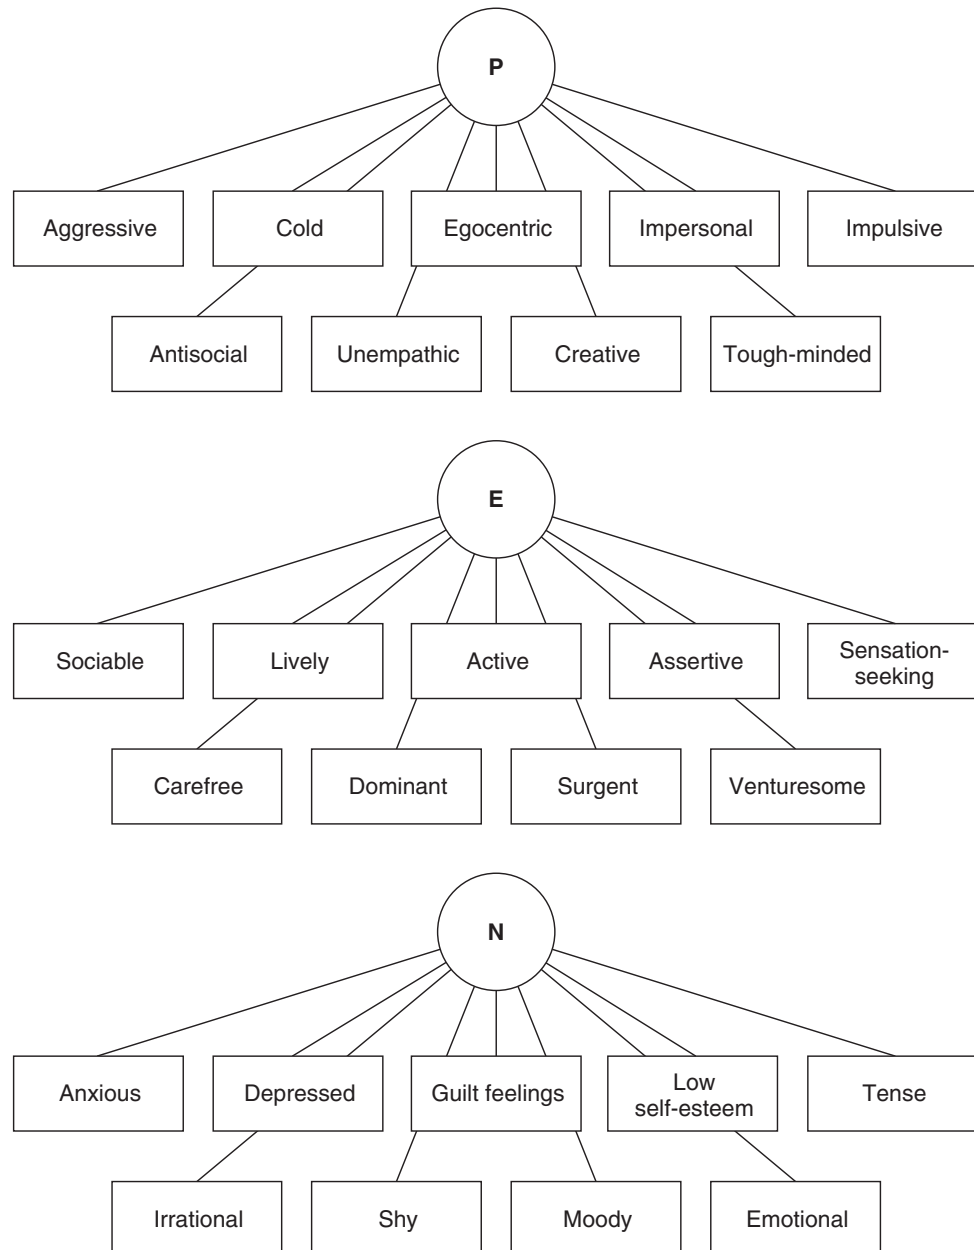 P
Aggressive
Cold
Egocentric
Impersonal
Impulsive
Antisocial
Unempathic
Creative
Tough-minded
E
Sociable
Lively
Active
Assertive
Sensation-
seeking
Carefree
Dominant
Surgent
Venturesome
N
Anxious
Depressed
Guilt feelings
Low
self-esteem
Tense
Irrational
Shy
Moody
Emotional